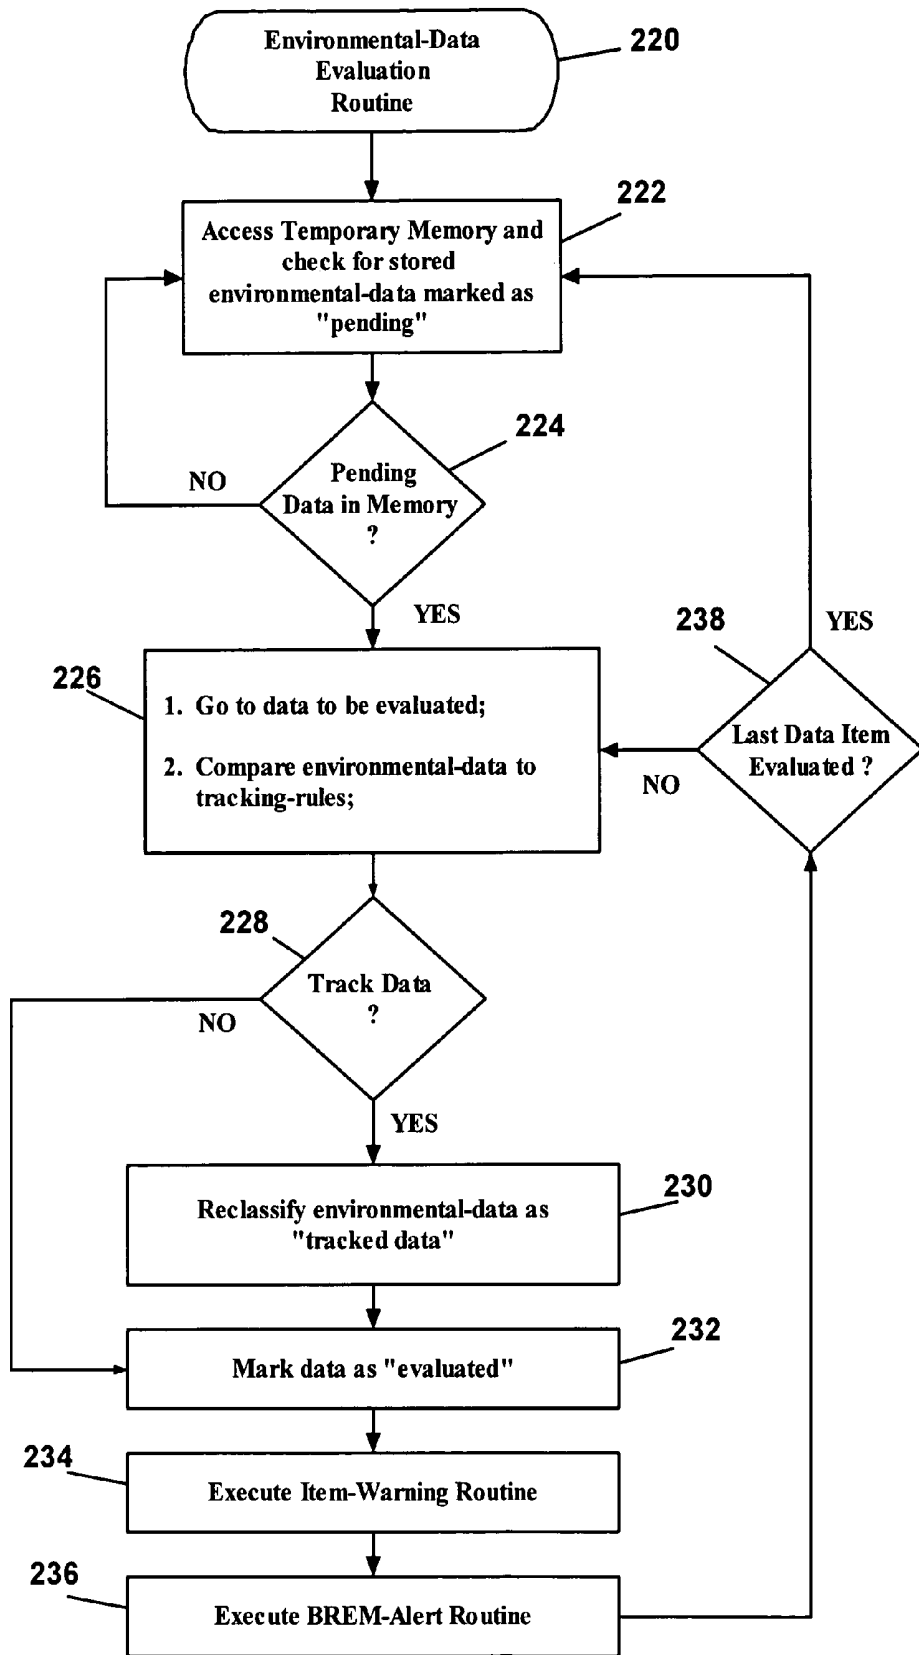 Environmental-Data
Evaluation
Routine
220
222
Access Temporary Memory and
check for stored
environmental-data marked as
"pending"
224
Pending
Data in Memory
?
NO
YES
238
YES
226
1. Go to data to be evaluated;
2. Compare environmental-data to
tracking-rules;
Last Data Item
Evaluated ?
NO
228
Track Data
?
NO
YES
230
Reclassify environmental-data as
"tracked data"
232
Mark data as "evaluated"
234
Execute Item-Warning Routine
236
Execute BREM-Alert Routine